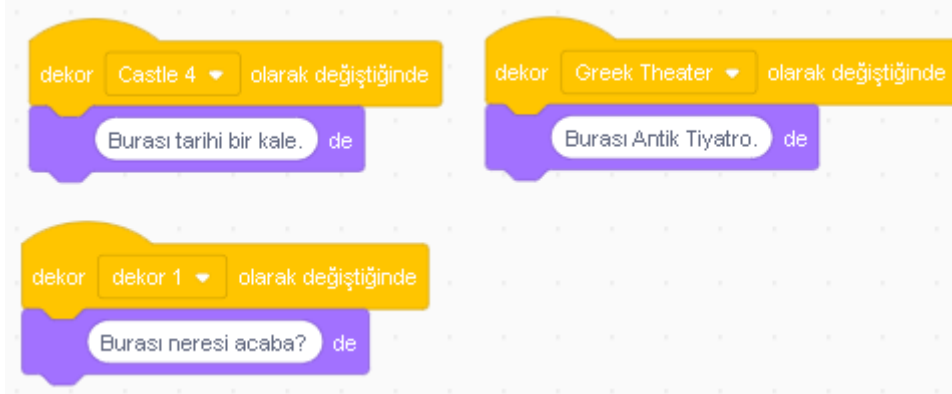 dekor Castle 4 olarak değiştiğinde
Burası tarihi bir kale. de
dekor Greek Theater olarak değiştiğinde
Burası Antik Tiyatro. de
dekor dekor 1 olarak değiştiğinde
Burası neresi acaba? de